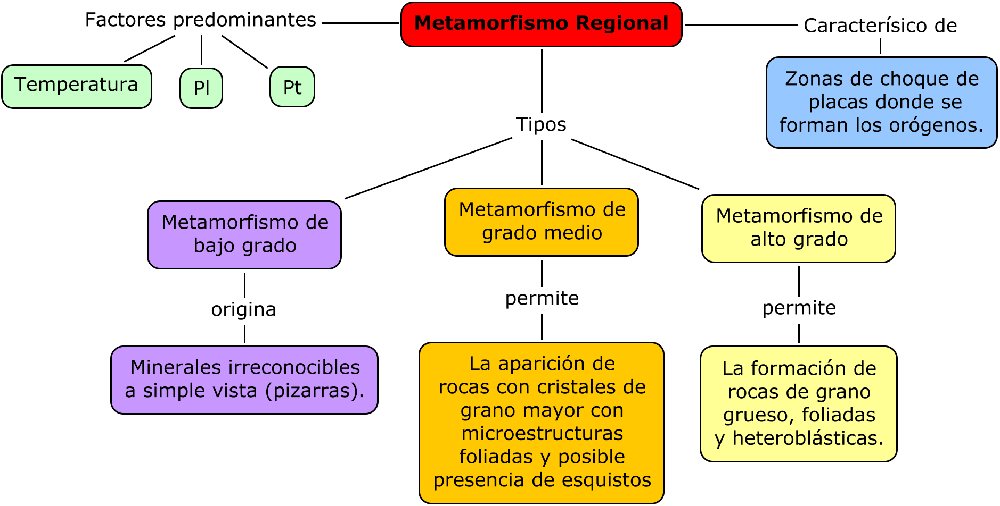 Factores predominantes
Metamorfismo Regional
Caracterísico de
Temperatura
Pl
Pt
Zonas de choque de
placas donde se
forman los orógenos.
Tipos
Metamorfismo de
bajo grado
Metamorfismo de
grado medio
Metamorfismo de
alto grado
origina
permite
permite
Minerales irreconocibles
a simple vista (pizarras).
La aparición de
rocas con cristales de
grano mayor con
microestructuras
foliadas y posible
presencia de esquistos
La formación de
rocas de grano
grueso, foliadas
y heteroblásticas.